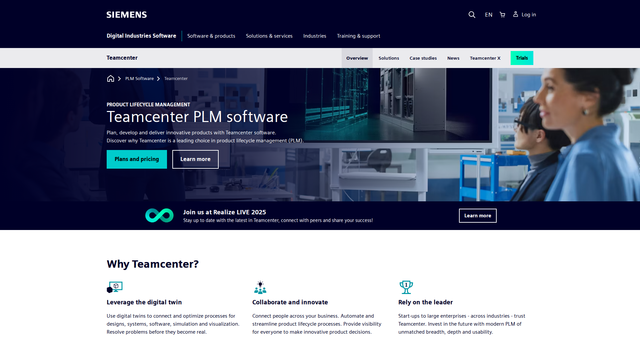 SIEMENS
EN
Log in
Digital Industries Software
Software & products
Solutions & services
Industries
Training & support
Teamcenter
Overview
Solutions
Case studies
News
Teamcenter X
Trials
PLM Software
Teamcenter
PRODUCT LIFECYCLE MANAGEMENT
Teamcenter PLM software
Plan, develop and deliver innovative products with Teamcenter software.
Discover why Teamcenter is a leading choice in product lifecycle management (PLM).
Plans and pricing
Learn more
Join us at Realize LIVE 2025
Stay up to date with the latest in Teamcenter, connect with peers and share your success!
Learn more
Why Teamcenter?
Leverage the digital twin
Use digital twins to connect and optimize processes for
designs, systems, software, simulation and visualization.
Resolve problems before they become real.
Collaborate and innovate
Connect people across your business. Automate and
streamline product lifecycle processes. Provide visibility
for everyone to make innovative product decisions.
Rely on the leader
Start-ups to large enterprises - across industries - trust
Teamcenter. Invest in the future with modern PLM of
unmatched breadth, depth and usability.